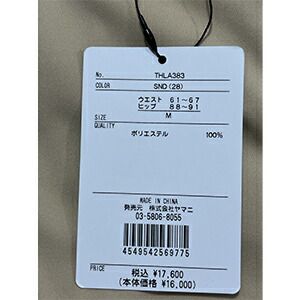 No. THLA383
COLOR SND(28)
ウエスト 61~67
ヒップ 88~91
SIZE M
QUALITY
ポリエステル 100%
MADE IN CHINA
発売元 株式会社ヤマニ
03-5806-8055
4549542569775
PRICE
税込 ¥17,600
(本体価格 ¥16,000)